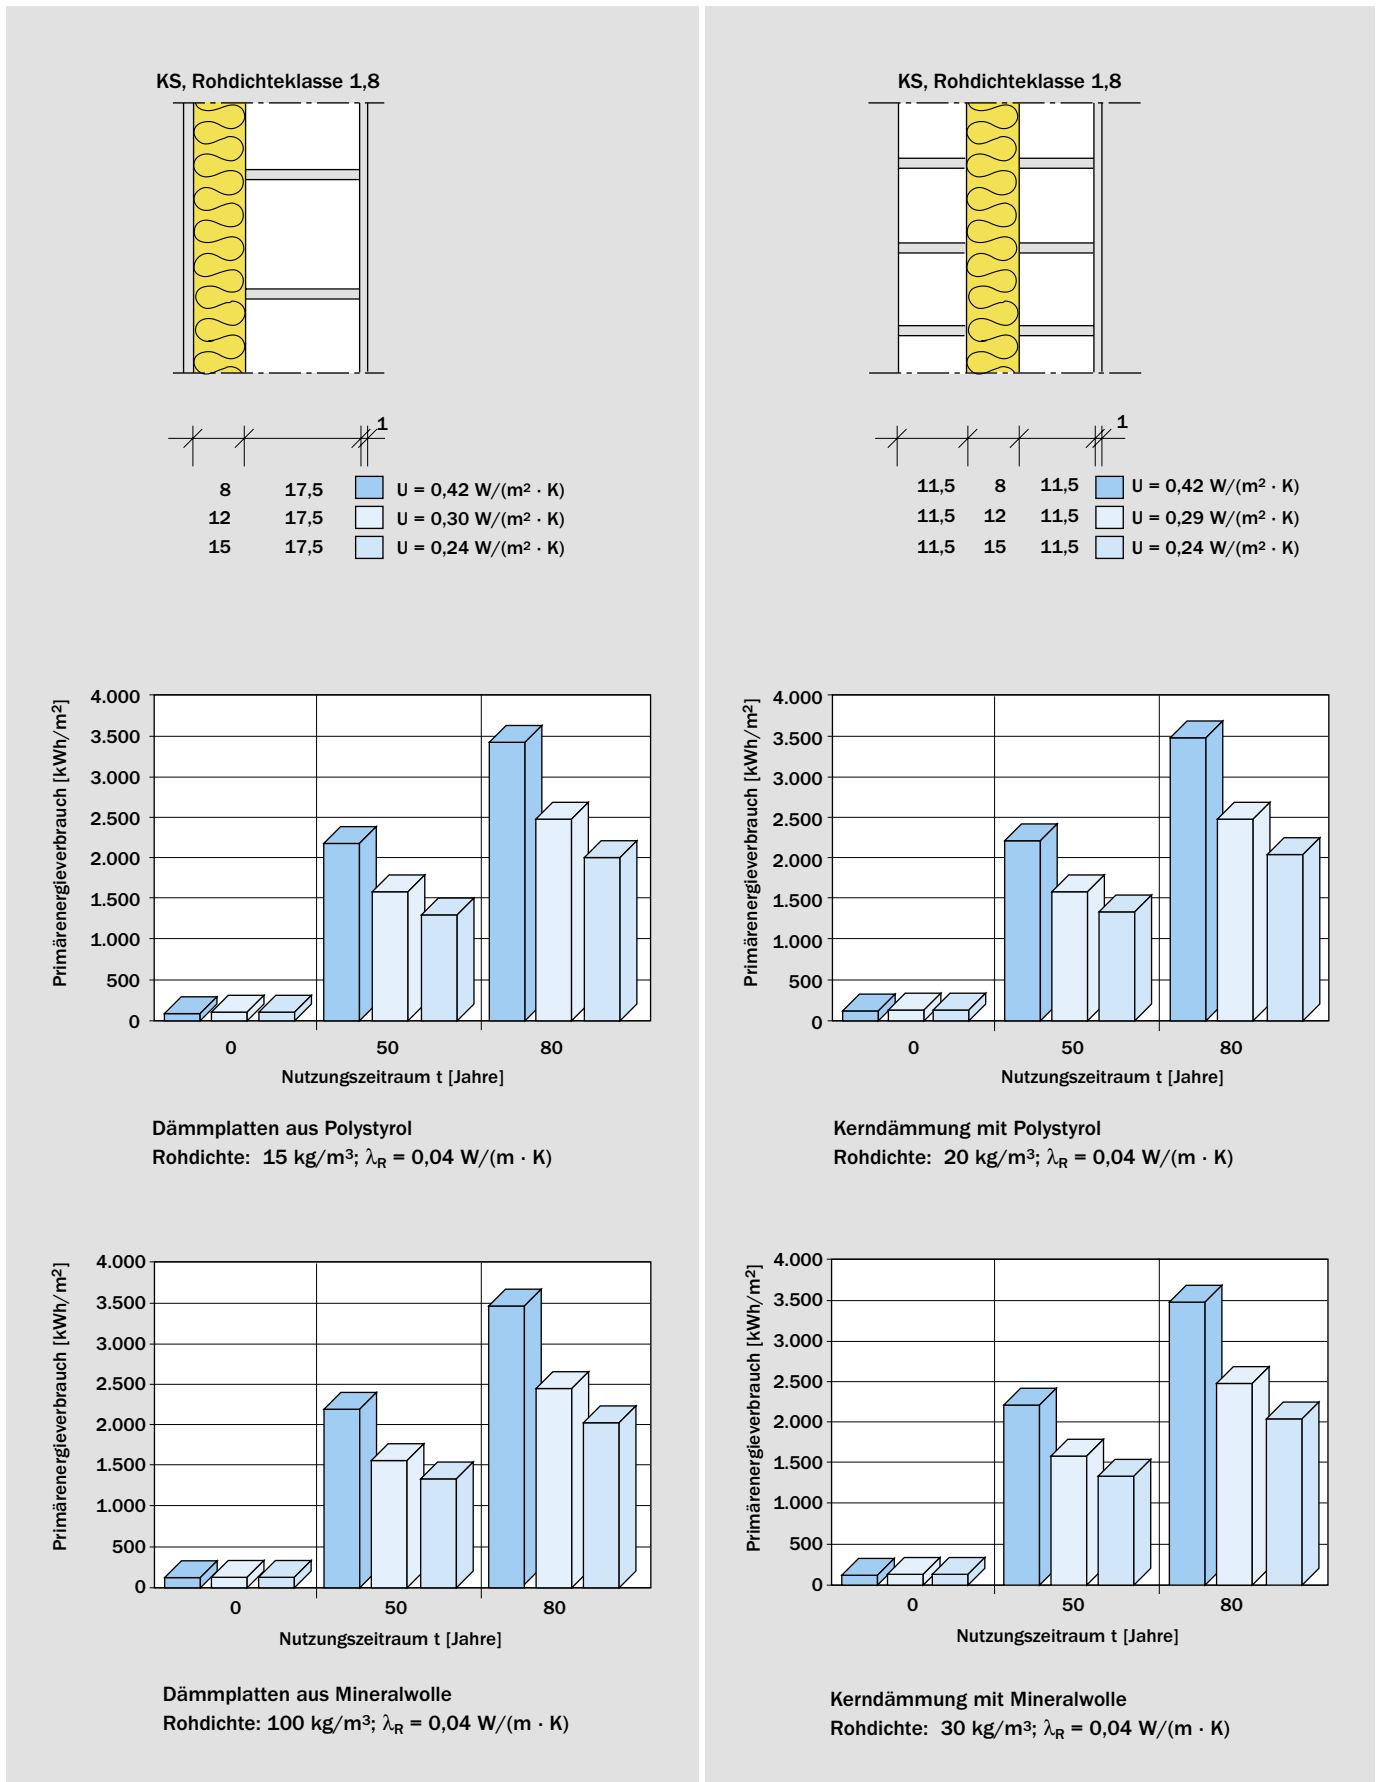 KS, Rohdichteklasse 1,8
1
8 17,5 U = 0,42 W/(m² · K)
12 17,5 U = 0,30 W/(m² · K)
15 17,5 U = 0,24 W/(m² · K)
KS, Rohdichteklasse 1,8
1
11,5 8 11,5 U = 0,42 W/(m² · K)
11,5 12 11,5 U = 0,29 W/(m² · K)
11,5 15 11,5 U = 0,24 W/(m² · K)
Primärenergieverbrauch [kWh/m²]
4.000
3.500
3.000
2.500
2.000
1.500
1.000
500
0
0 50 80
Nutzungszeitraum t [Jahre]
Dämmplatten aus Polystyrol
Rohdichte: 15 kg/m³; λR = 0,04 W/(m · K)
Primärenergieverbrauch [kWh/m²]
4.000
3.500
3.000
2.500
2.000
1.500
1.000
500
0
0 50 80
Nutzungszeitraum t [Jahre]
Kerndämmung mit Polystyrol
Rohdichte: 20 kg/m³; λR = 0,04 W/(m · K)
Primärenergieverbrauch [kWh/m²]
4.000
3.500
3.000
2.500
2.000
1.500
1.000
500
0
0 50 80
Nutzungszeitraum t [Jahre]
Dämmplatten aus Mineralwolle
Rohdichte: 100 kg/m³; λR = 0,04 W/(m · K)
Primärenergieverbrauch [kWh/m²]
4.000
3.500
3.000
2.500
2.000
1.500
1.000
500
0
0 50 80
Nutzungszeitraum t [Jahre]
Kerndämmung mit Mineralwolle
Rohdichte: 30 kg/m³; λR = 0,04 W/(m · K)